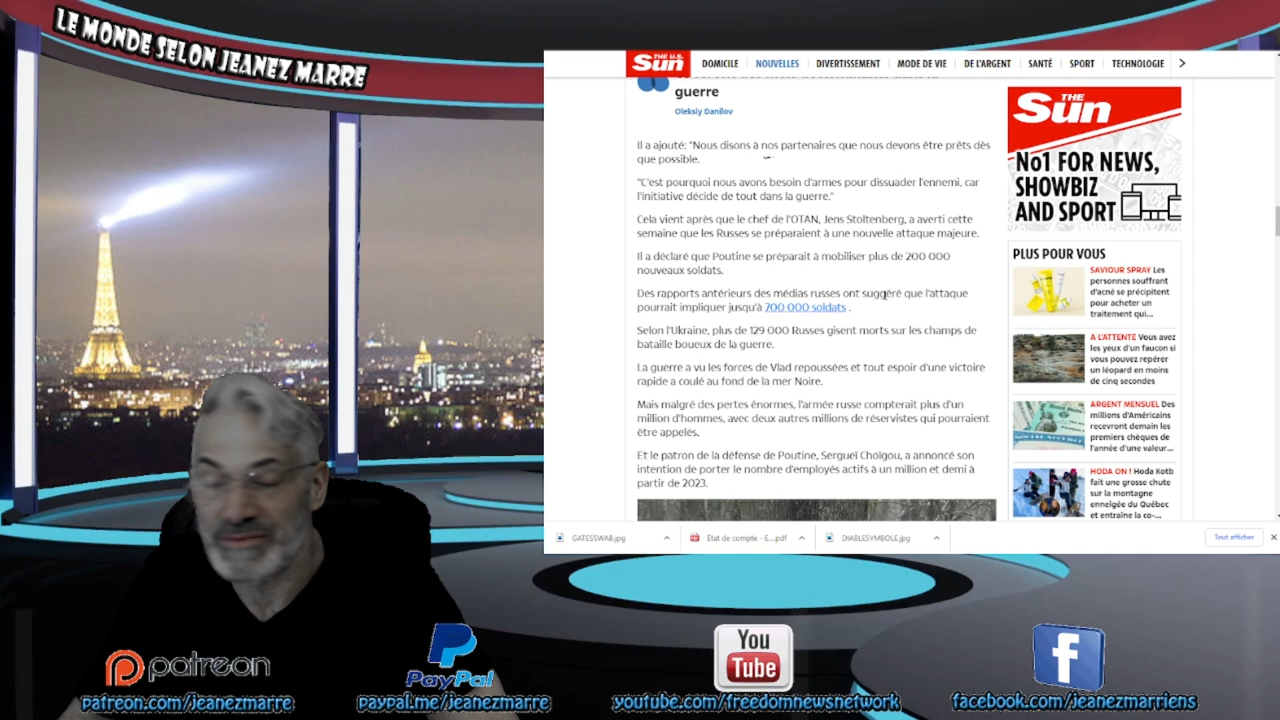 LE MONDE SELON JEANEZ MARRE
THE U.S. Sun
DOMICILE NOUVELLES DIVERTISSEMENT MODE DE VIE DE L'ARGENT SANTÉ SPORT TECHNOLOGIE
guerre
Oleksiy Danilov
Il a ajouté: "Nous disons à nos partenaires que nous devons être prêts dès
que possible.
"C'est pourquoi nous avons besoin d'armes pour dissuader l'ennemi, car
l'initiative décide de tout dans la guerre."
Cela vient après que le chef de l'OTAN, Jens Stoltenberg, a averti cette
semaine que les Russes se préparaient à une nouvelle attaque majeure.
Il a déclaré que Poutine se préparait à mobiliser plus de 200 000
nouveaux soldats.
Des rapports antérieurs des médias russes ont suggéré que l'attaque
pourrait impliquer jusqu'à 700 000 soldats .
Selon l'Ukraine, plus de 129 000 Russes gisent morts sur les champs de
bataille boueux de la guerre.
La guerre a vu les forces de Vlad repoussées et tout espoir d'une victoire
rapide a coulé au fond de la mer Noire.
Mais malgré des pertes énormes, l'armée russe compterait plus d'un
million d'hommes, avec deux autres millions de réservistes qui pourraient
être appelés.
Et le patron de la défense de Poutine, Sergueï Choïgou, a annoncé son
intention de porter le nombre d'employés actifs à un million et demi à
partir de 2023.
THE Sun
No1 FOR NEWS,
SHOWBIZ
AND SPORT
PLUS POUR VOUS
SAVIOUR SPRAY Les
personnes souffrant
d'acné se précipitent
pour acheter un
traitement qui...
A L'ATTENTE Vous avez
les yeux d'un faucon si
vous pouvez repérer
un léopard en moins
de cinq secondes
ARGENT MENSUEL Des
millions d'Américains
recevront demain les
premiers chèques de
l'année d'une valeur...
HODA ON ! Hoda Kotb
fait une grosse chute
sur la montagne
enneigée du Québec
et entraîne la co-...
GATESSWAB.jpg
État de compte - E....pdf
DIABLESYMBOLE.jpg
Tout afficher
patreon
patreon.com/jeanezmarre
PayPal
paypal.me/jeanezmarre
You Tube
youtube.com/freedomnewsnetwork
facebook.com/jeanezmarriens